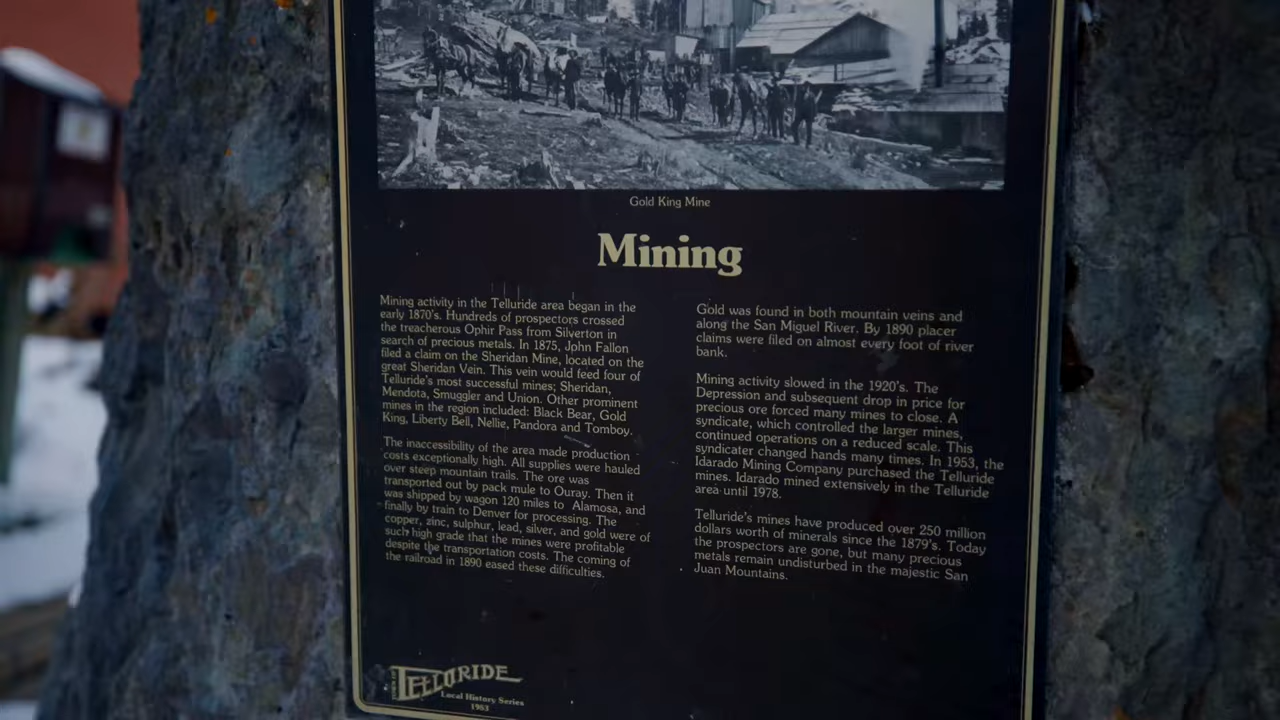 Gold King Mine
Mining
Mining activity in the Telluride area began in the
early 1870's. Hundreds of prospectors crossed
the treacherous Ophir Pass from Silverton in
search of precious metals. In 1875, John Fallon
filed a claim on the Sheridan Mine, located on the
great Sheridan Vein. This vein would feed four of
Telluride's most successful mines; Sheridan,
Mendota, Smuggler and Union. Other prominent
mines in the region included: Black Bear, Gold
King, Liberty Bell, Nellie, Pandora and Tomboy.
The inaccessibility of the area made production
costs exceptionally high. All supplies were hauled
over steep mountain trails. The ore was
transported out by pack mule to Ouray. Then it
was shipped by wagon 120 miles to Alamosa, and
finally by train to Denver for processing. The
copper, zinc, sulphur, lead, silver, and gold were of
such high grade that the mines were profitable
despite the transportation costs. The coming of
the railroad in 1890 eased these difficulties.
Gold was found in both mountain veins and
along the San Miguel River. By 1890 placer
claims were filed on almost every foot of river
bank.
Mining activity slowed in the 1920's. The
Depression and subsequent drop in price for
precious ore forced many mines to close. A
syndicate, which controlled the larger mines,
continued operations on a reduced scale. This
syndicater changed hands many times. In 1953, the
Idarado Mining Company purchased the Telluride
mines. Idarado mined extensively in the Telluride
area until 1978.
Telluride's mines have produced over 250 million
dollars worth of minerals since the 1879's. Today
the prospectors are gone, but many precious
metals remain undisturbed in the majestic San
Juan Mountains.
TELLURIDE
Local History Series